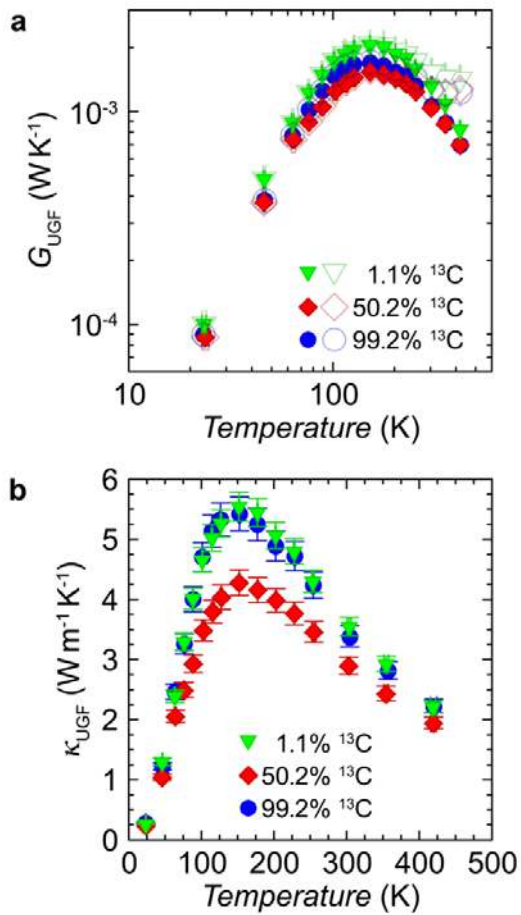 a
G_UGF (W K⁻¹)
10⁻³
10⁻⁴
1.1% ¹³C
50.2% ¹³C
99.2% ¹³C
10 100
Temperature (K)
b
κ_UGF (W m⁻¹ K⁻¹)
6
5
4
3
2
1
0
1.1% ¹³C
50.2% ¹³C
99.2% ¹³C
0 100 200 300 400 500
Temperature (K)